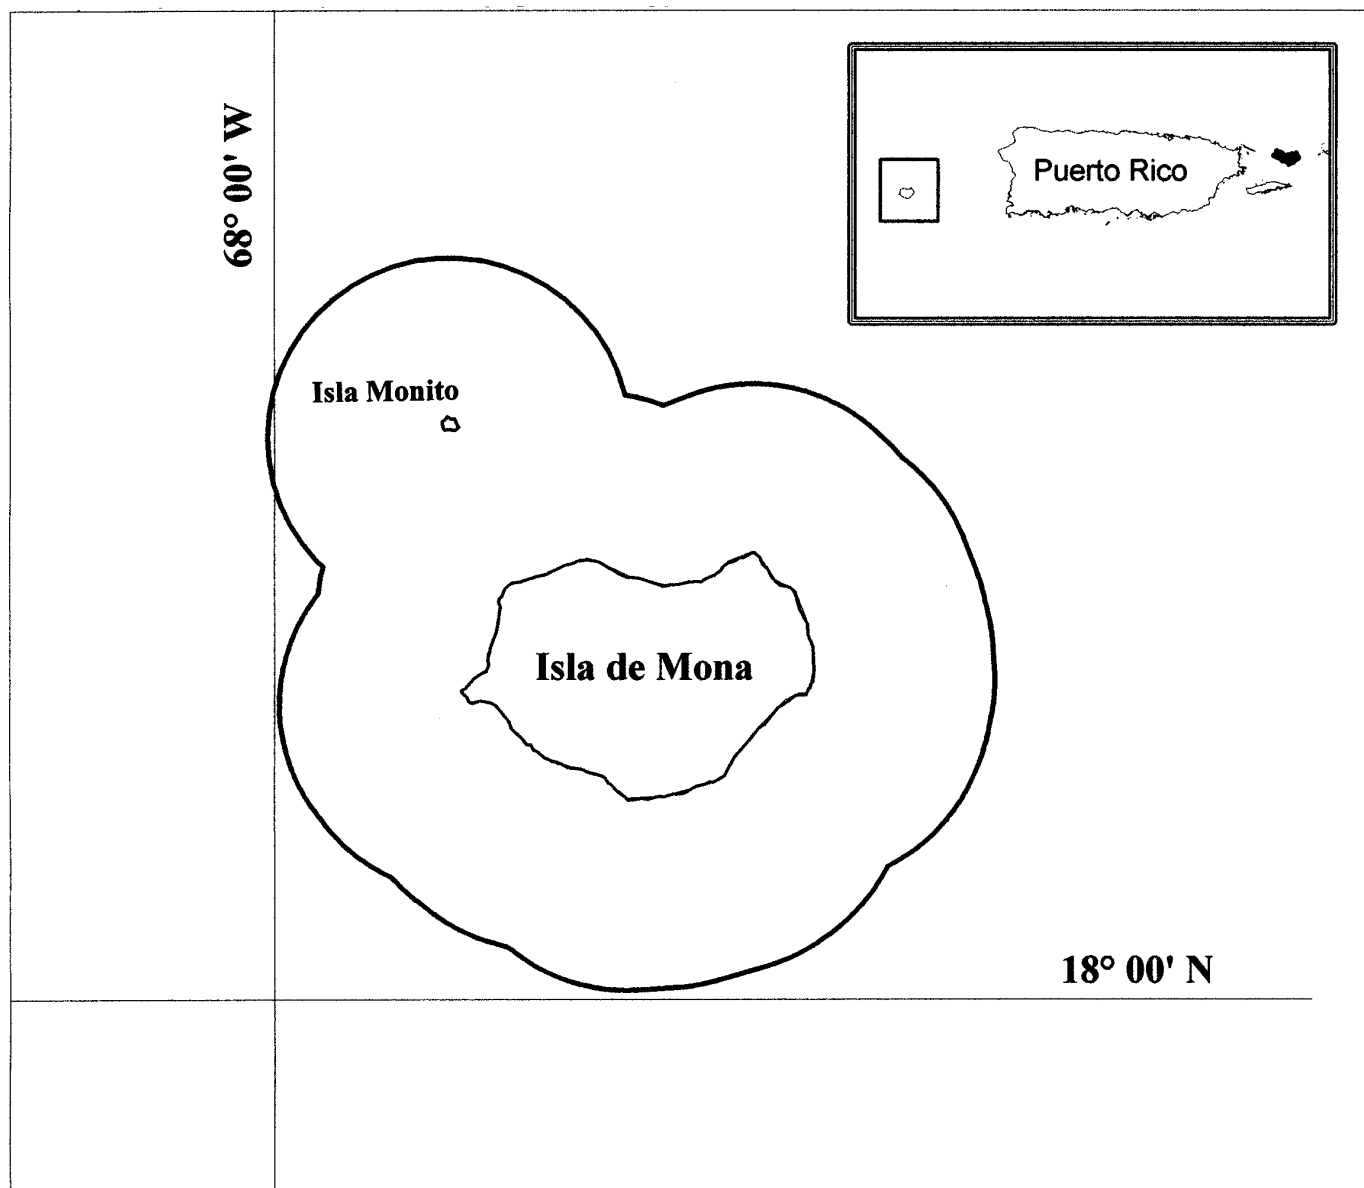 68° 00' W
Puerto Rico
Isla Monito
Isla de Mona
18° 00' N